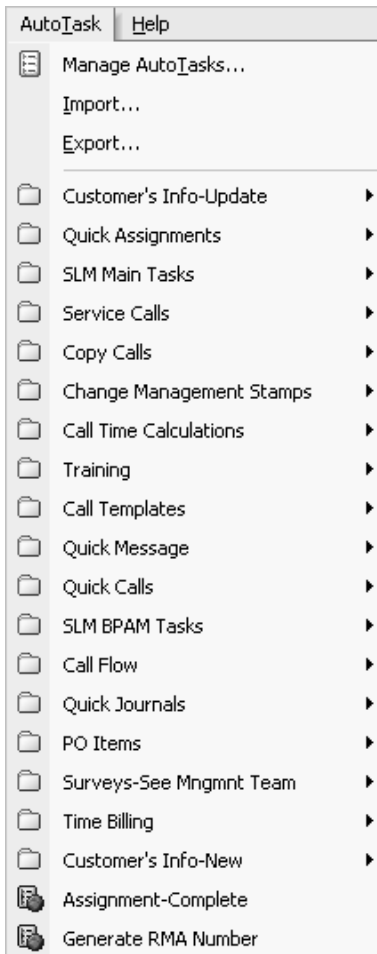 AutoTask Help
Manage AutoTasks...
Import...
Export...
Customer's Info-Update
Quick Assignments
SLM Main Tasks
Service Calls
Copy Calls
Change Management Stamps
Call Time Calculations
Training
Call Templates
Quick Message
Quick Calls
SLM BPAM Tasks
Call Flow
Quick Journals
PO Items
Surveys-See Mngmnt Team
Time Billing
Customer's Info-New
Assignment-Complete
Generate RMA Number